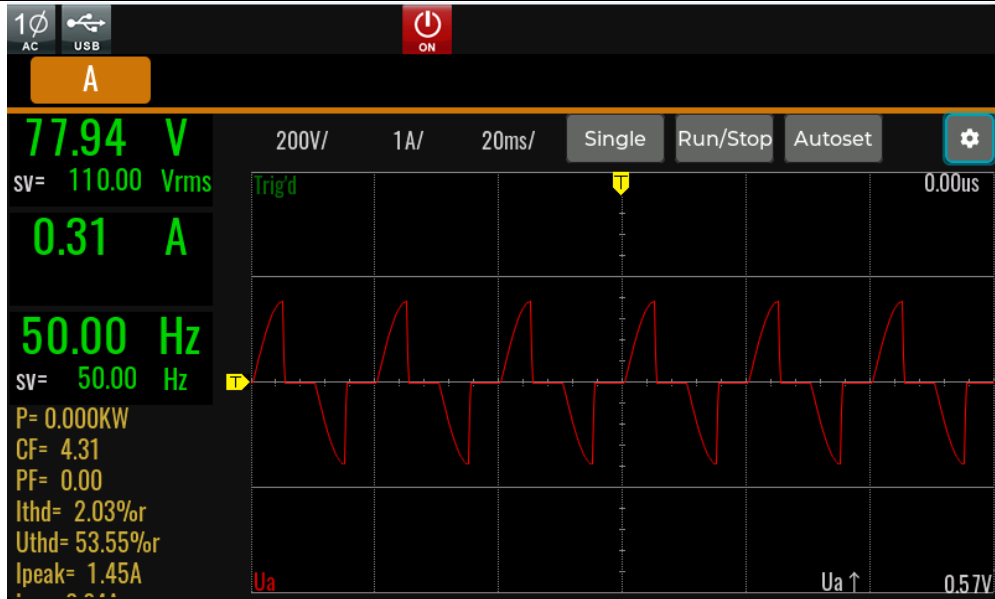 1Ø
AC
USB
ON
A
77.94 V
SV= 110.00 Vrms
0.31 A
50.00 Hz
SV= 50.00 Hz
P= 0.000KW
CF= 4.31
PF= 0.00
Ithd= 2.03%r
Uthd= 53.55%r
Ipeak= 1.45A
200V/ 1A/ 20ms/ Single Run/Stop Autoset
Trig'd T 0.00us
T
Ua Ua↑ 0.57V